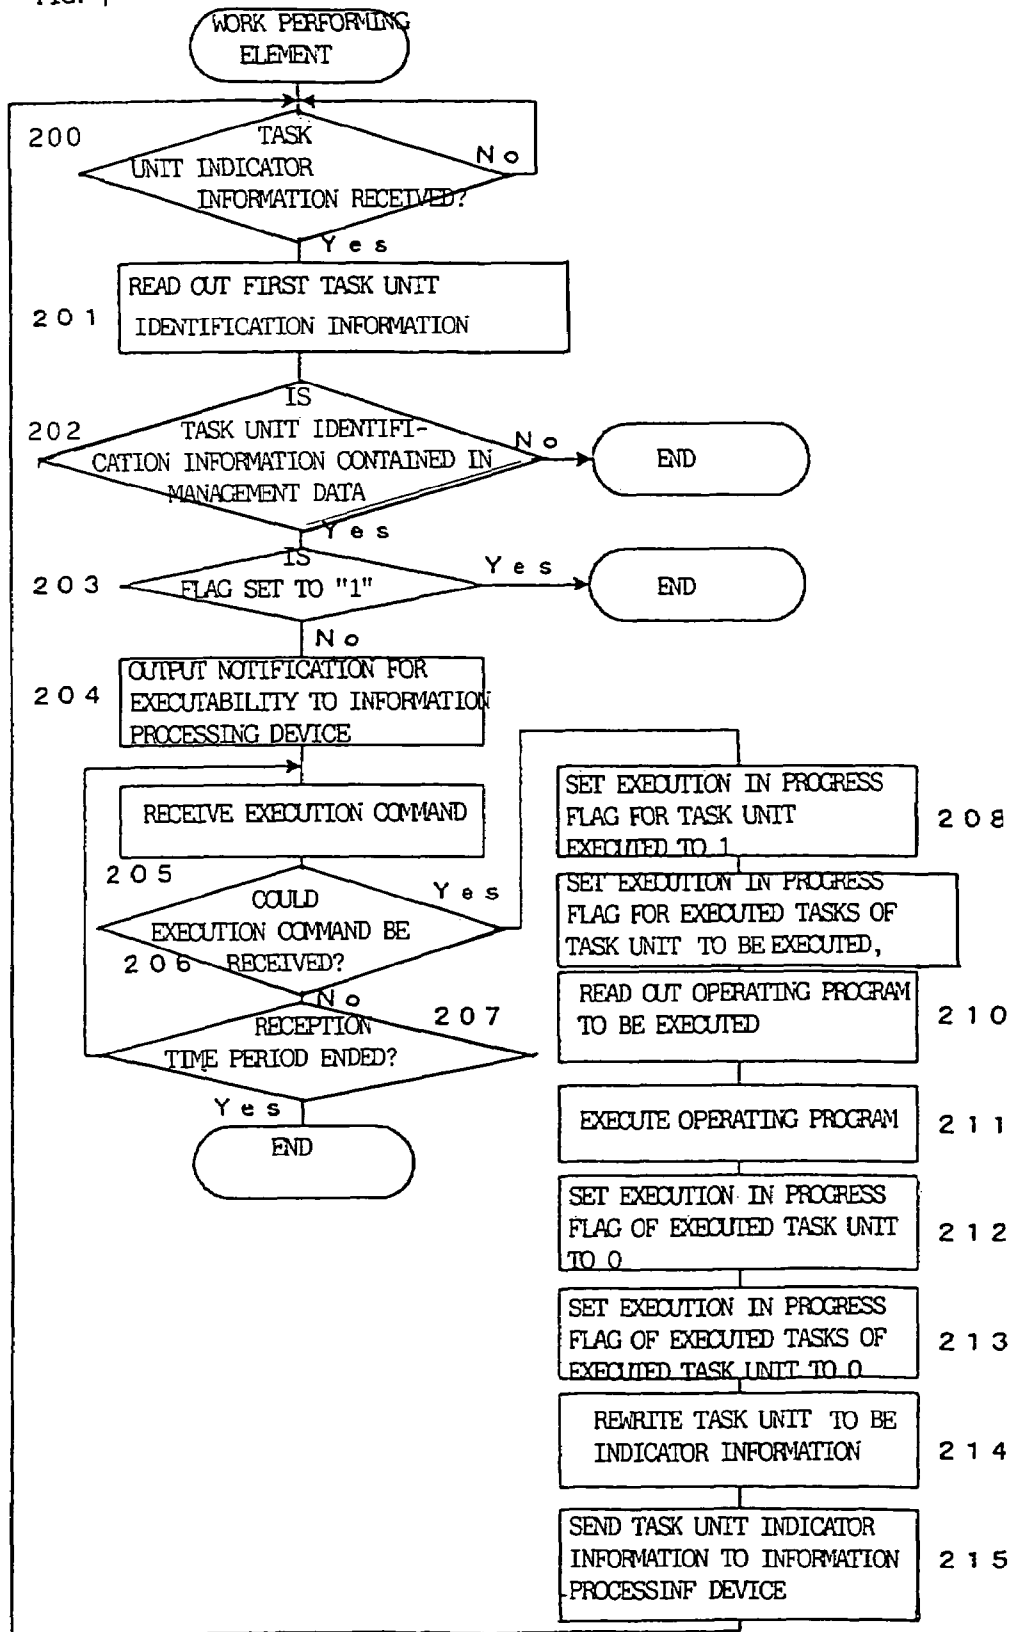 FIG. 1
WORK PERFORMING
ELEMENT
200
TASK
UNIT INDICATOR
INFORMATION RECEIVED?
No
Yes
201
READ OUT FIRST TASK UNIT
IDENTIFICATION INFORMATION
202
IS
TASK UNIT IDENTIFI-
CATION INFORMATION CONTAINED IN
MANAGEMENT DATA
No
END
Yes
203
IS
FLAG SET TO "1"
Yes
END
No
204
OUTPUT NOTIFICATION FOR
EXECUTABILITY TO INFORMATION
PROCESSING DEVICE
RECEIVE EXECUTION COMMAND
205
COULD
EXECUTION COMMAND BE
206 RECEIVED?
Yes
No
207
RECEPTION
TIME PERIOD ENDED?
Yes
END
SET EXECUTION IN PROGRESS
FLAG FOR TASK UNIT
EXECUTED TO 1
208
SET EXECUTION IN PROGRESS
FLAG FOR EXECUTED TASKS OF
TASK UNIT TO BE EXECUTED,
READ OUT OPERATING PROGRAM
TO BE EXECUTED
210
EXECUTE OPERATING PROGRAM
211
SET EXECUTION IN PROGRESS
FLAG OF EXECUTED TASK UNIT
TO 0
212
SET EXECUTION IN PROGRESS
FLAG OF EXECUTED TASKS OF
EXECUTED TASK UNIT TO 0
213
REWRITE TASK UNIT TO BE
INDICATOR INFORMATION
214
SEND TASK UNIT INDICATOR
INFORMATION TO INFORMATION
PROCESSINF DEVICE
215